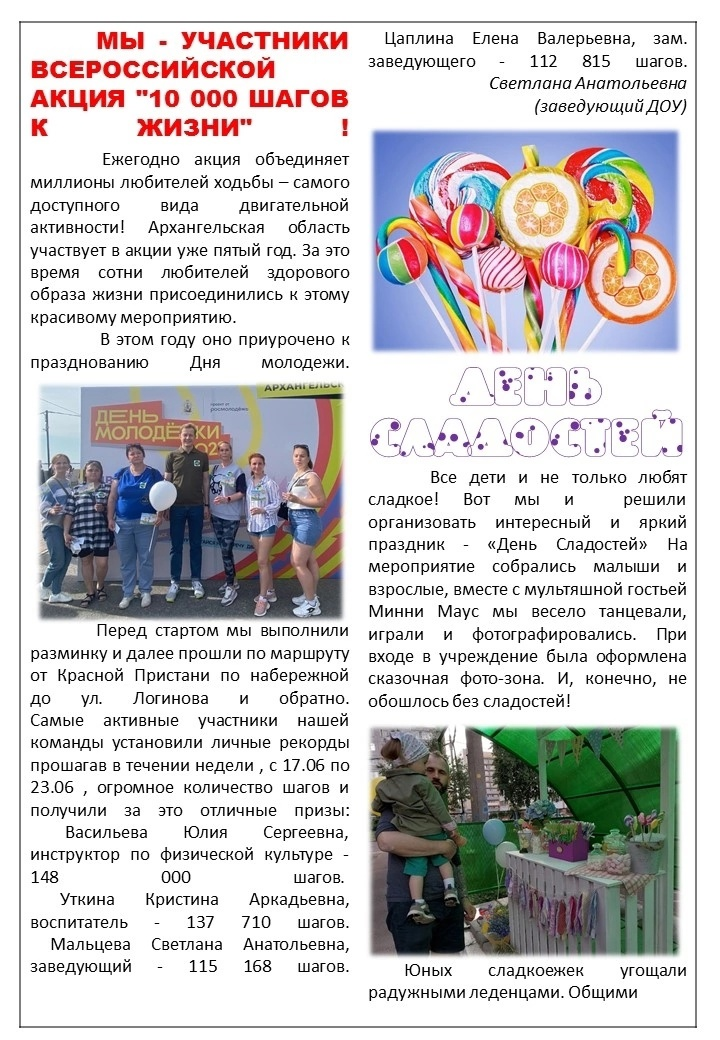 МЫ - УЧАСТНИКИ
ВСЕРОССИЙСКОЙ
АКЦИЯ "10 000 ШАГОВ
К ЖИЗНИ" !
Ежегодно акция объединяет
миллионы любителей ходьбы – самого
доступного вида двигательной
активности! Архангельская область
участвует в акции уже пятый год. За это
время сотни любителей здорового
образа жизни присоединились к этому
красивому мероприятию.
В этом году оно приурочено к
празднованию Дня молодежи.
АРХАНГЕЛЬСК
ДЕНЬ
МОЛОДЁЖИ
Перед стартом мы выполнили
разминку и далее прошли по маршруту
от Красной Пристани по набережной
до ул. Логинова и обратно.
Самые активные участники нашей
команды установили личные рекорды
прошагав в течении недели , с 17.06 по
23.06 , огромное количество шагов и
получили за это отличные призы:
Васильева Юлия Сергеевна,
инструктор по физической культуре -
148 000 шагов.
Уткина Кристина Аркадьевна,
воспитатель - 137 710 шагов.
Мальцева Светлана Анатольевна,
заведующий - 115 168 шагов.
Цаплина Елена Валерьевна, зам.
заведующего - 112 815 шагов.
Светлана Анатольевна
(заведующий ДОУ)
ДЕНЬ
СЛАДОСТЕЙ
Все дети и не только любят
сладкое! Вот мы и решили
организовать интересный и яркий
праздник - «День Сладостей» На
мероприятие собрались малыши и
взрослые, вместе с мультяшной гостьей
Минни Маус мы весело танцевали,
играли и фотографировались. При
входе в учреждение была оформлена
сказочная фото-зона. И, конечно, не
обошлось без сладостей!
Юных сладкоежек угощали
радужными леденцами. Общими